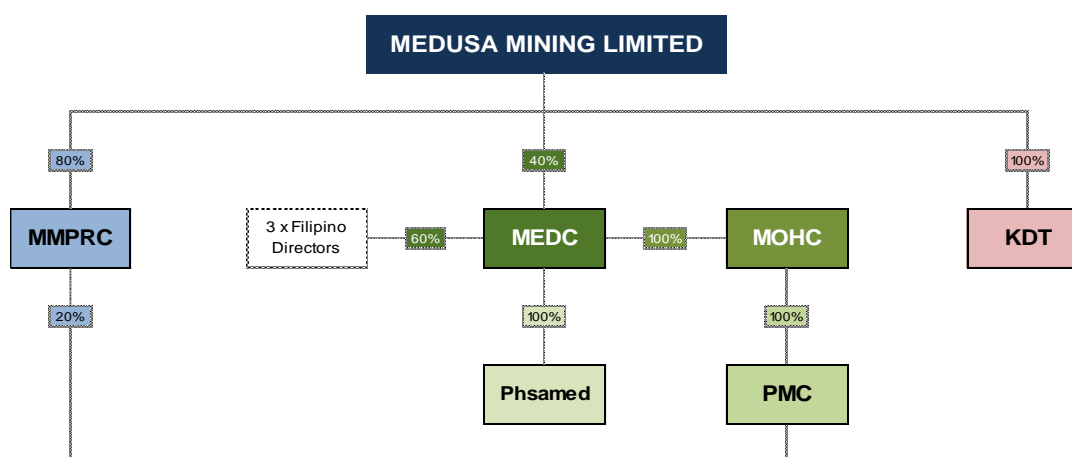 MEDUSA MINING LIMITED
80%
40%
100%
MMPRC
3 x Filipino
Directors
60%
MEDC
100%
MOHC
KDT
20%
100%
100%
Phsamed
PMC